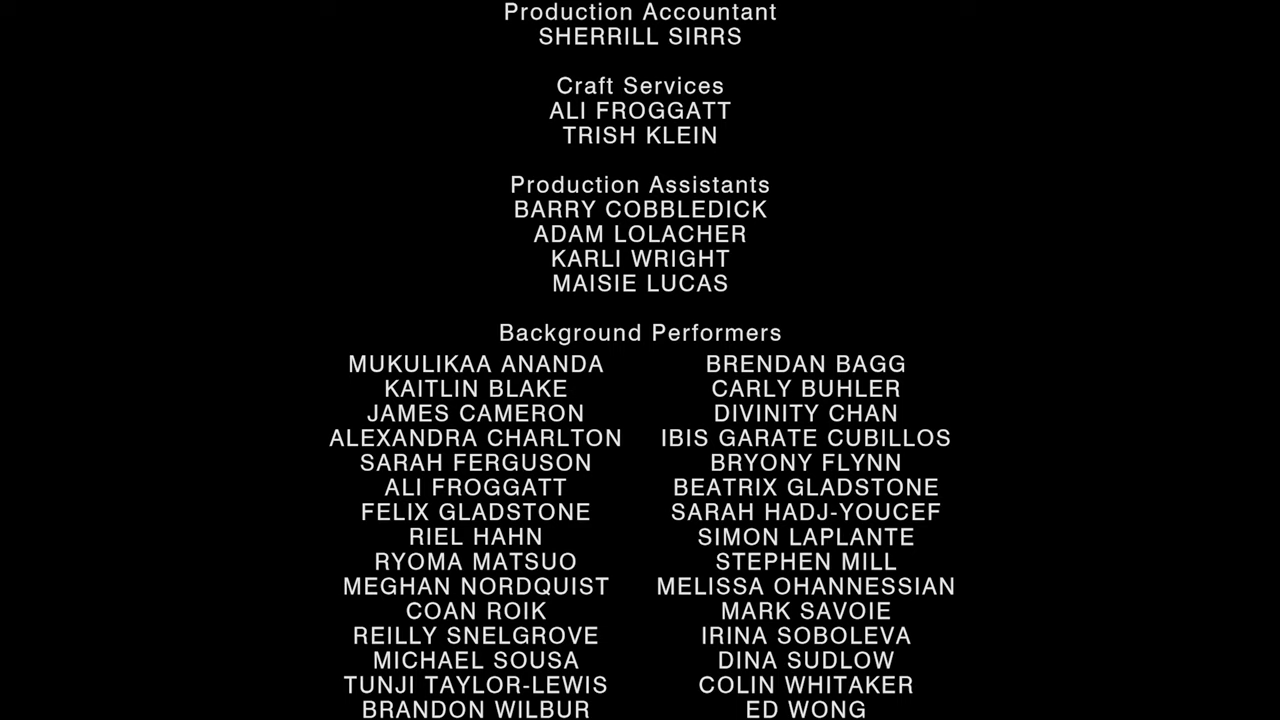 Production Accountant
SHERRILL SIRRS
Craft Services
ALI FROGGATT
TRISH KLEIN
Production Assistants
BARRY COBBLEDICK
ADAM LOLACHER
KARLI WRIGHT
MAISIE LUCAS
Background Performers
MUKULIKAA ANANDA BRENDAN BAGG
KAITLIN BLAKE CARLY BUHLER
JAMES CAMERON DIVINITY CHAN
ALEXANDRA CHARLTON IBIS GARATE CUBILLOS
SARAH FERGUSON BRYONY FLYNN
ALI FROGGATT BEATRIX GLADSTONE
FELIX GLADSTONE SARAH HADJ-YOUCEF
RIEL HAHN SIMON LAPLANTE
RYOMA MATSUO STEPHEN MILL
MEGHAN NORDQUIST MELISSA OHANNESSIAN
COAN ROIK MARK SAVOIE
REILLY SNELGROVE IRINA SOBOLEVA
MICHAEL SOUSA DINA SUDLOW
TUNJI TAYLOR-LEWIS COLIN WHITAKER
BRANDON WILBUR ED WONG